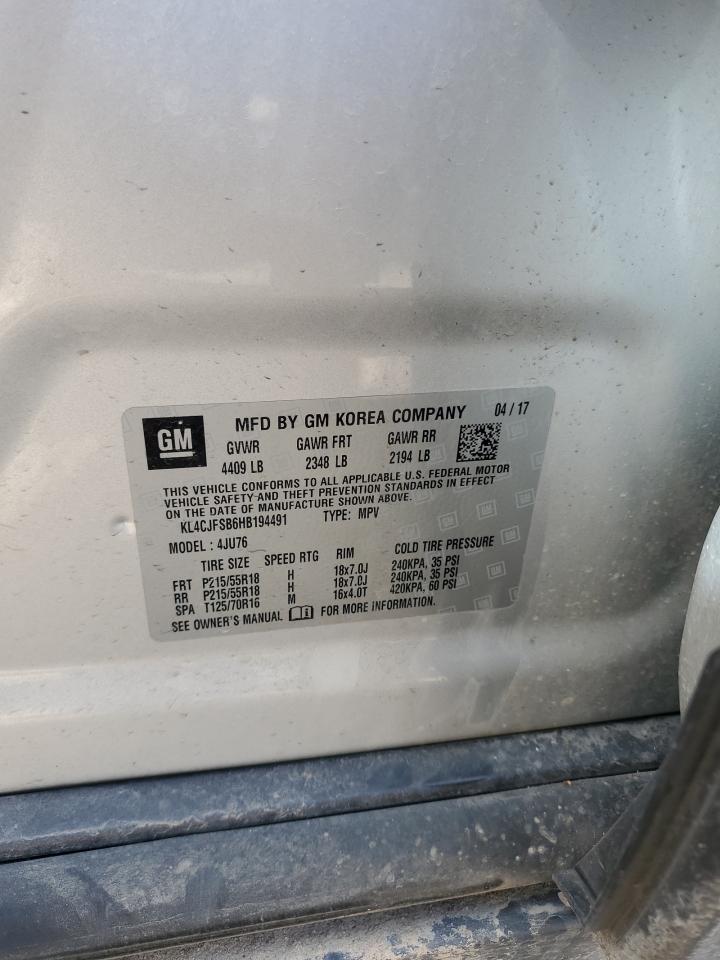 GM
MFD BY GM KOREA COMPANY 04 / 17
GVWR GAWR FRT GAWR RR
4409 LB 2348 LB 2194 LB
THIS VEHICLE CONFORMS TO ALL APPLICABLE U.S. FEDERAL MOTOR
VEHICLE SAFETY AND THEFT PREVENTION STANDARDS IN EFFECT
ON THE DATE OF MANUFACTURE SHOWN ABOVE.
KL4CJFSB6HB194491 TYPE: MPV
MODEL : 4JU76
TIRE SIZE SPEED RTG RIM COLD TIRE PRESSURE
FRT P215/55R18 H 18x7.0J 240KPA, 35 PSI
RR P215/55R18 H 18x7.0J 240KPA, 35 PSI
SPA T125/70R16 M 16x4.0T 420KPA, 60 PSI
SEE OWNER'S MANUAL FOR MORE INFORMATION.